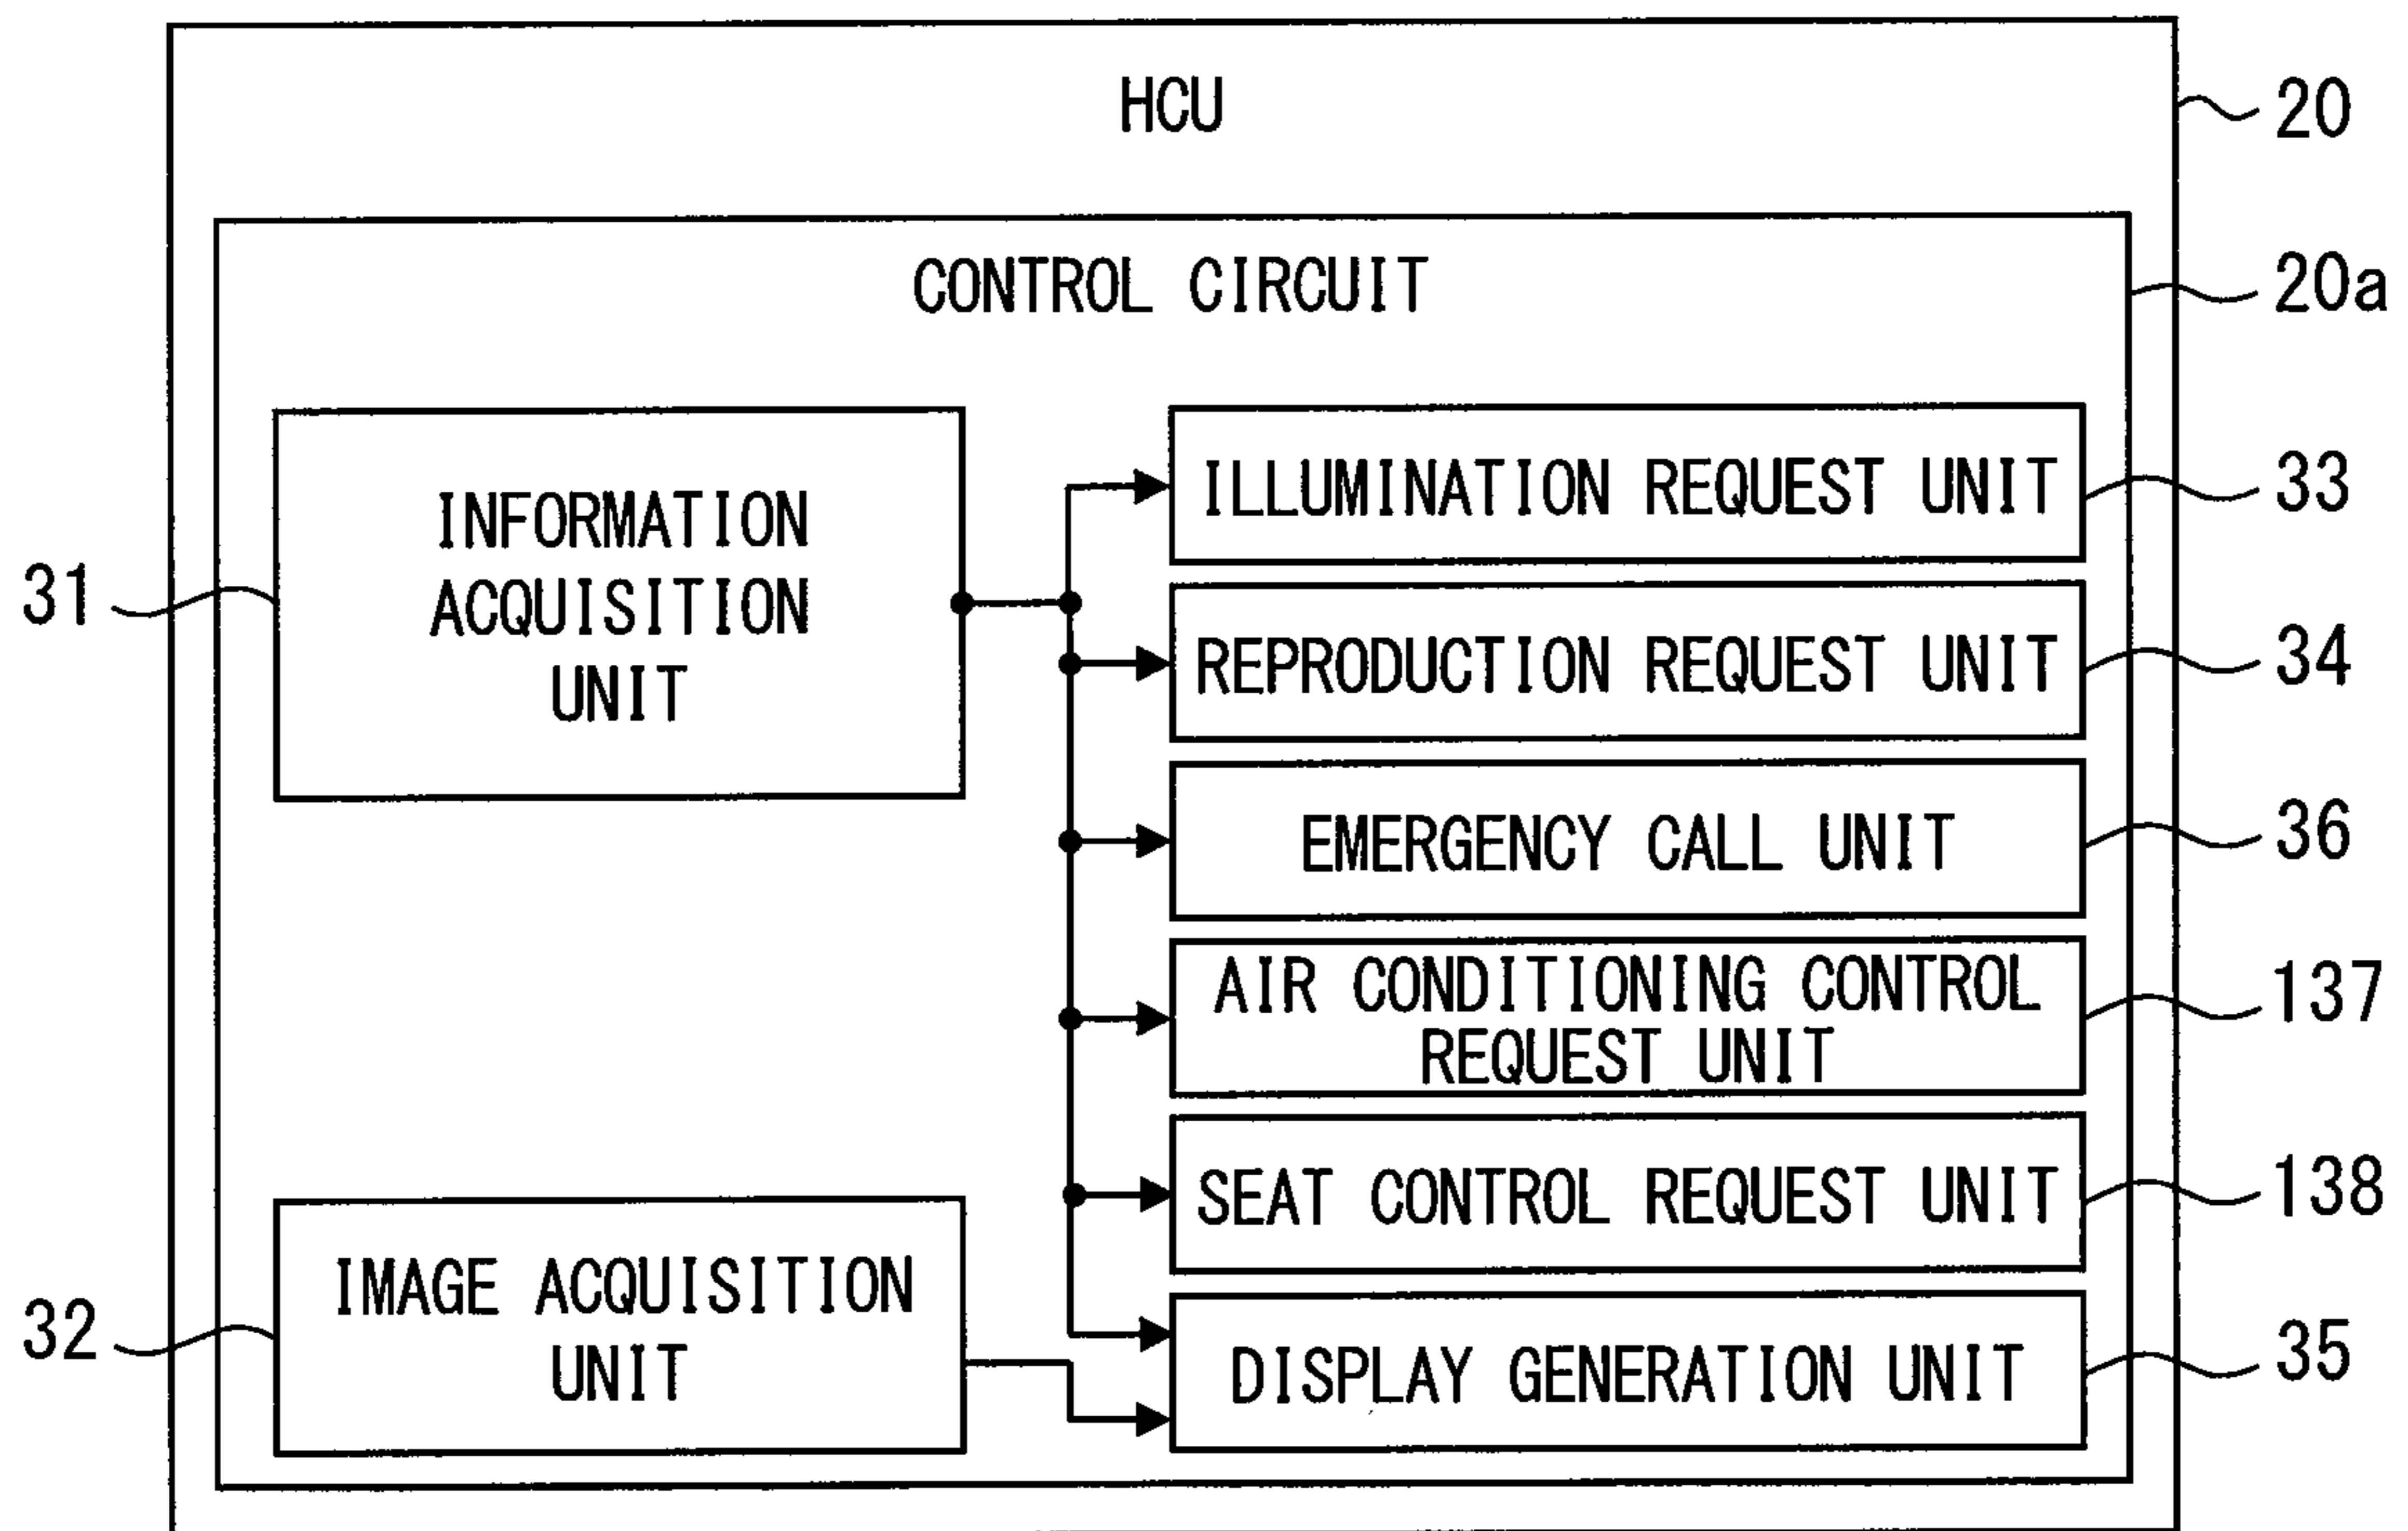 HCU
20
CONTROL CIRCUIT
20a
INFORMATION
ACQUISITION
UNIT
31
ILLUMINATION REQUEST UNIT
33
REPRODUCTION REQUEST UNIT
34
EMERGENCY CALL UNIT
36
AIR CONDITIONING CONTROL
REQUEST UNIT
137
SEAT CONTROL REQUEST UNIT
138
IMAGE ACQUISITION
UNIT
32
DISPLAY GENERATION UNIT
35